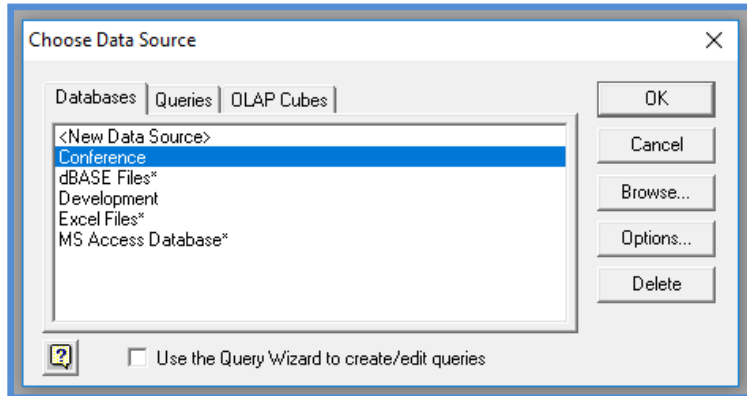 Choose Data Source
Databases Queries OLAP Cubes
<New Data Source>
Conference
dBASE Files*
Development
Excel Files*
MS Access Database*
OK
Cancel
Browse...
Options...
Delete
?
Use the Query Wizard to create/edit queries